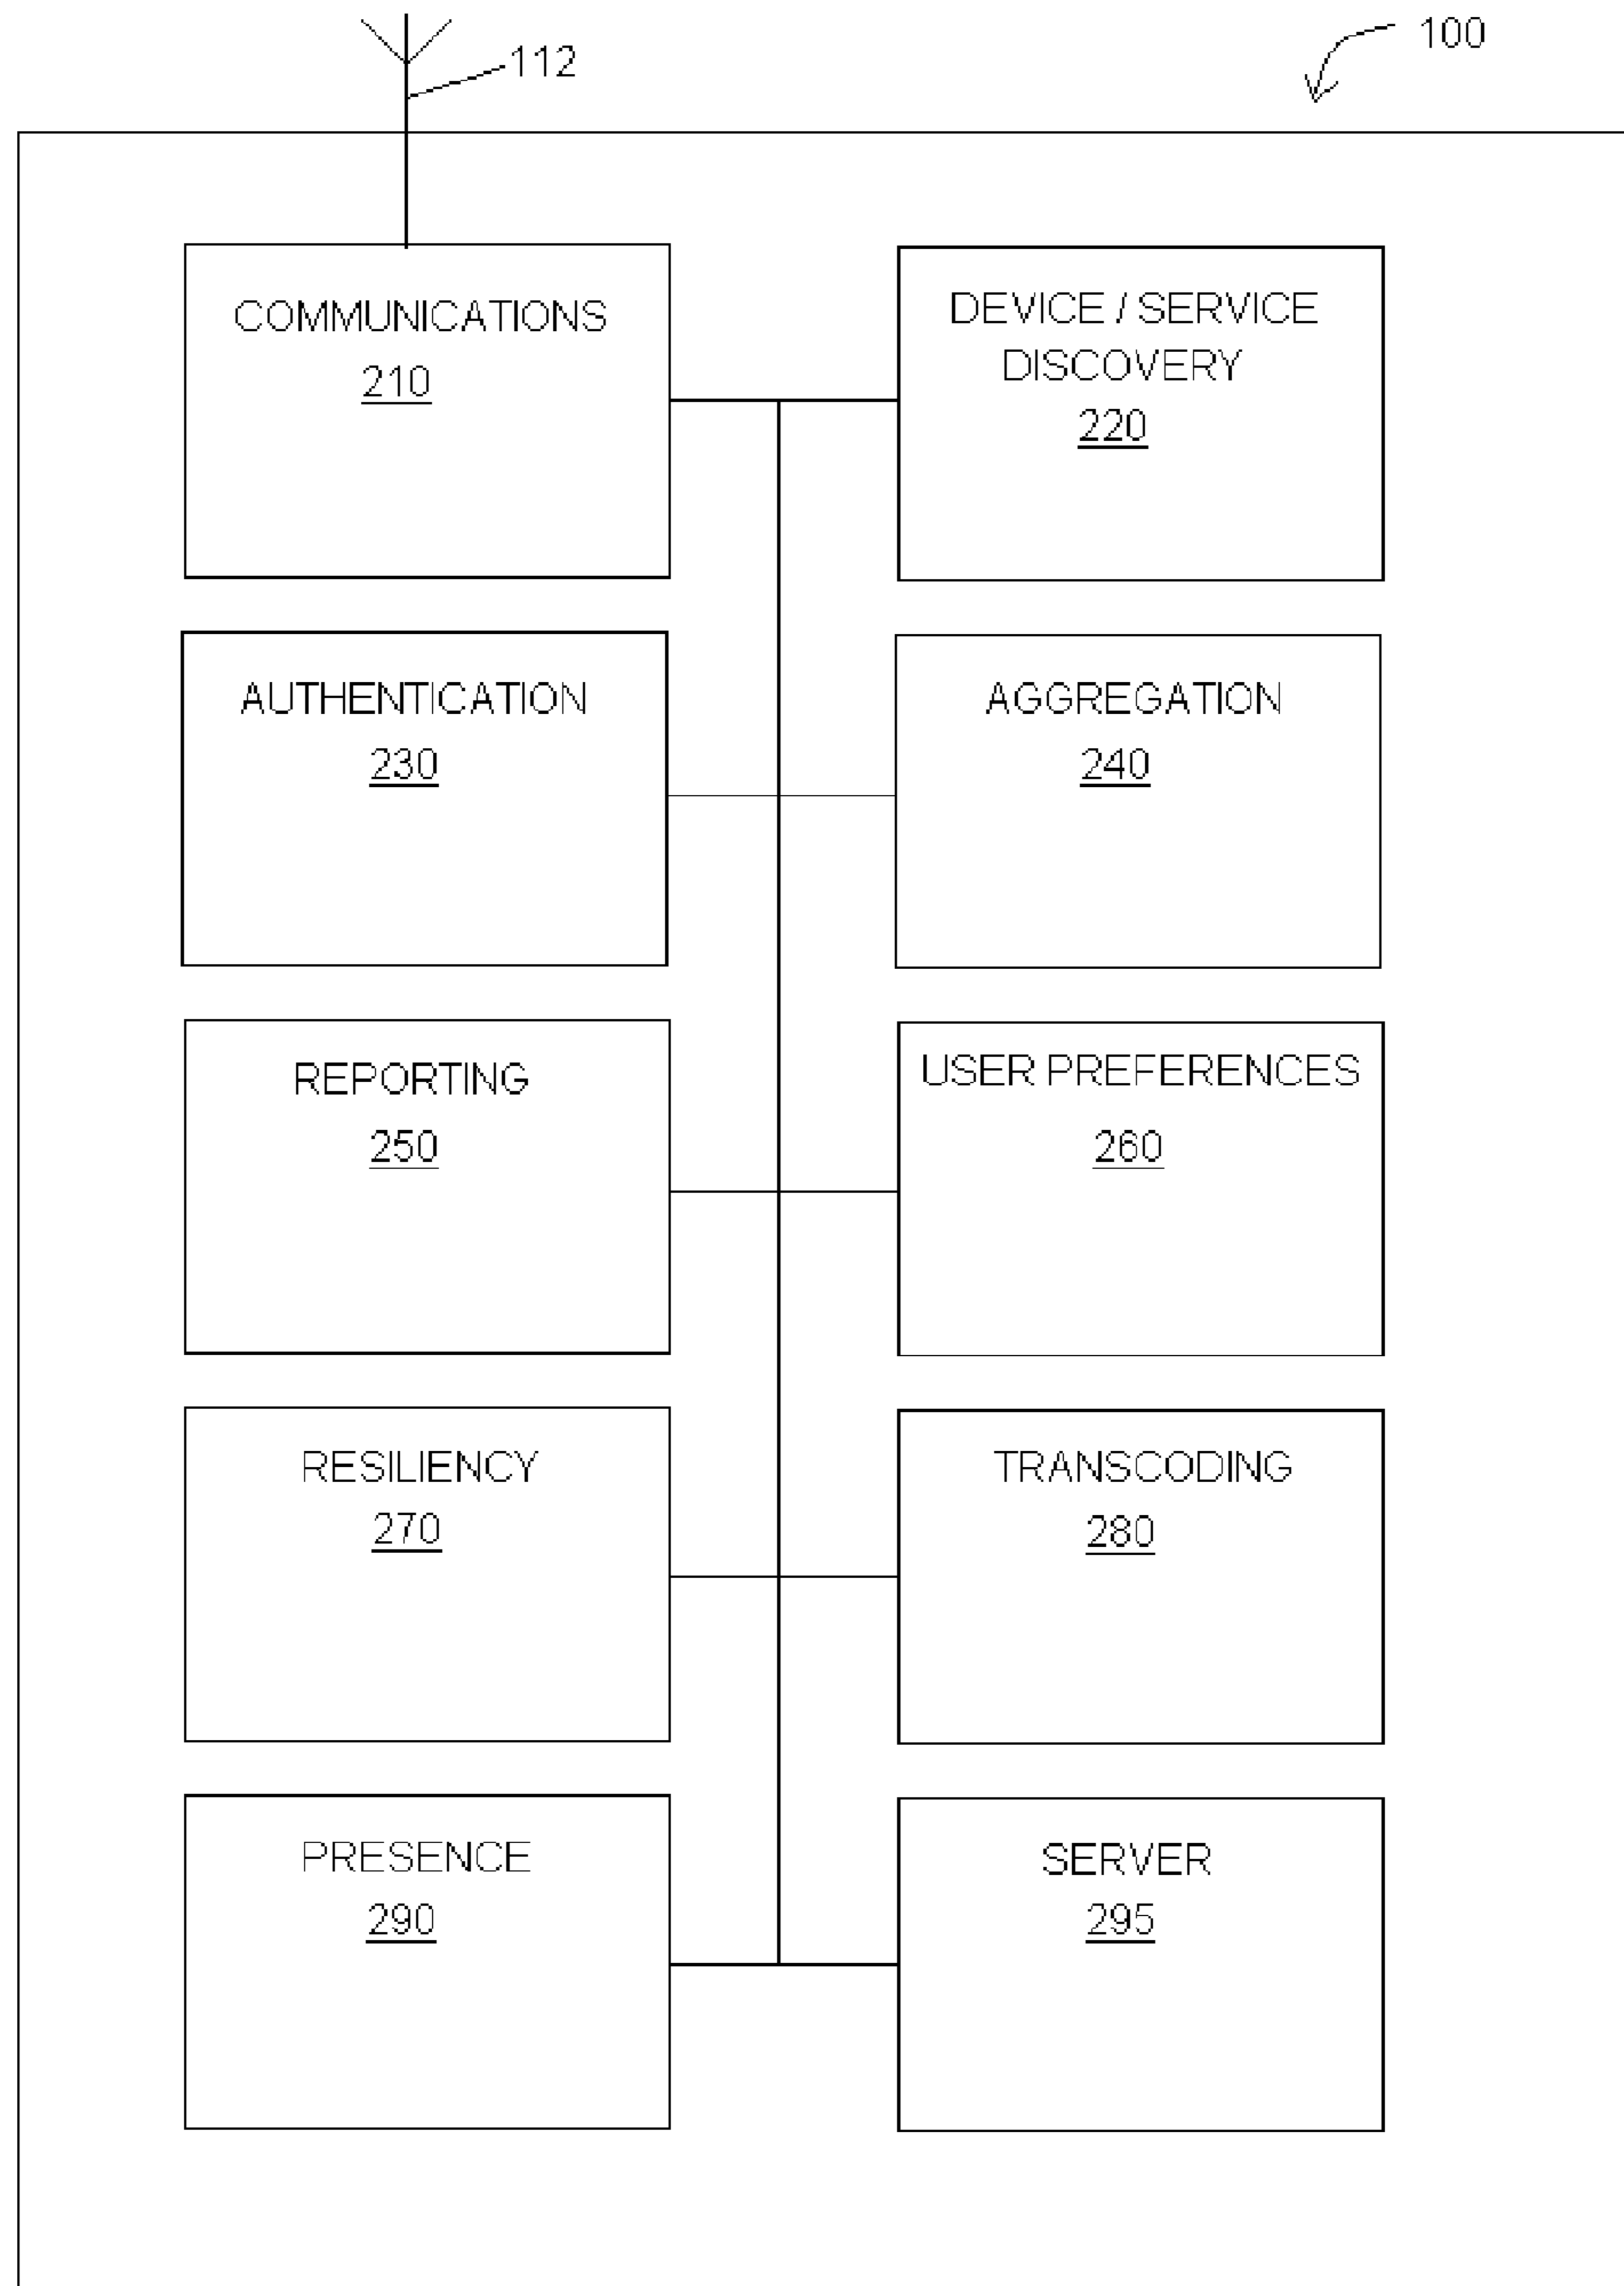 100
112
COMMUNICATIONS
210
DEVICE / SERVICE
DISCOVERY
220
AUTHENTICATION
230
AGGREGATION
240
REPORTING
250
USER PREFERENCES
260
RESILIENCY
270
TRANSCODING
280
PRESENCE
290
SERVER
295